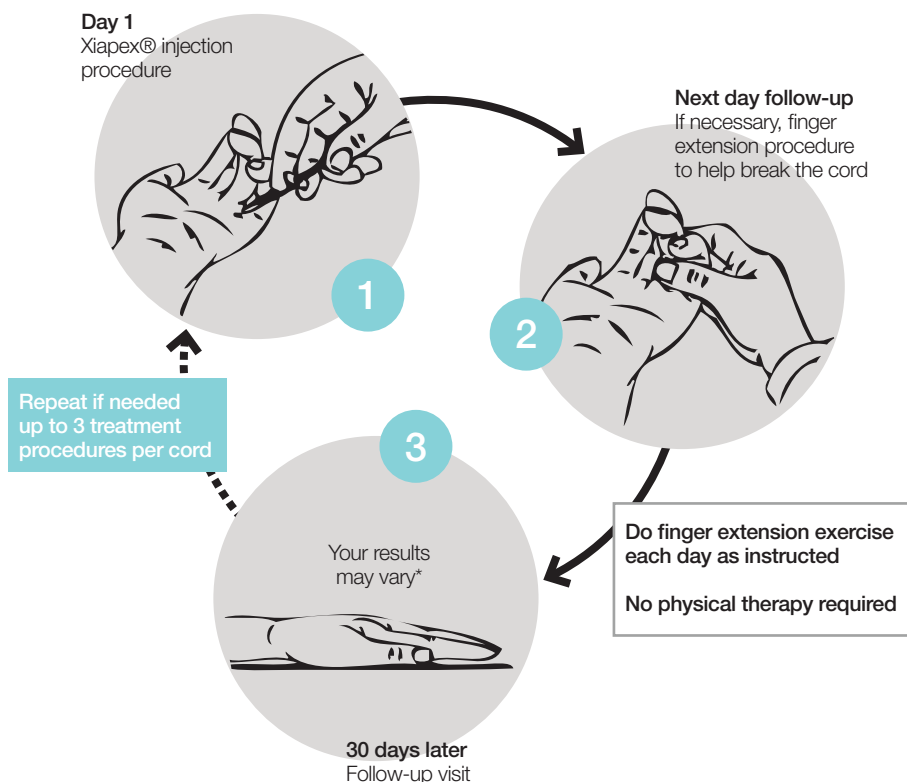 Day 1
Xiapex® injection
procedure
1
Next day follow-up
If necessary, finger
extension procedure
to help break the cord
2
Do finger extension exercise
each day as instructed
No physical therapy required
3
Your results
may vary*
30 days later
Follow-up visit
Repeat if needed
up to 3 treatment
procedures per cord